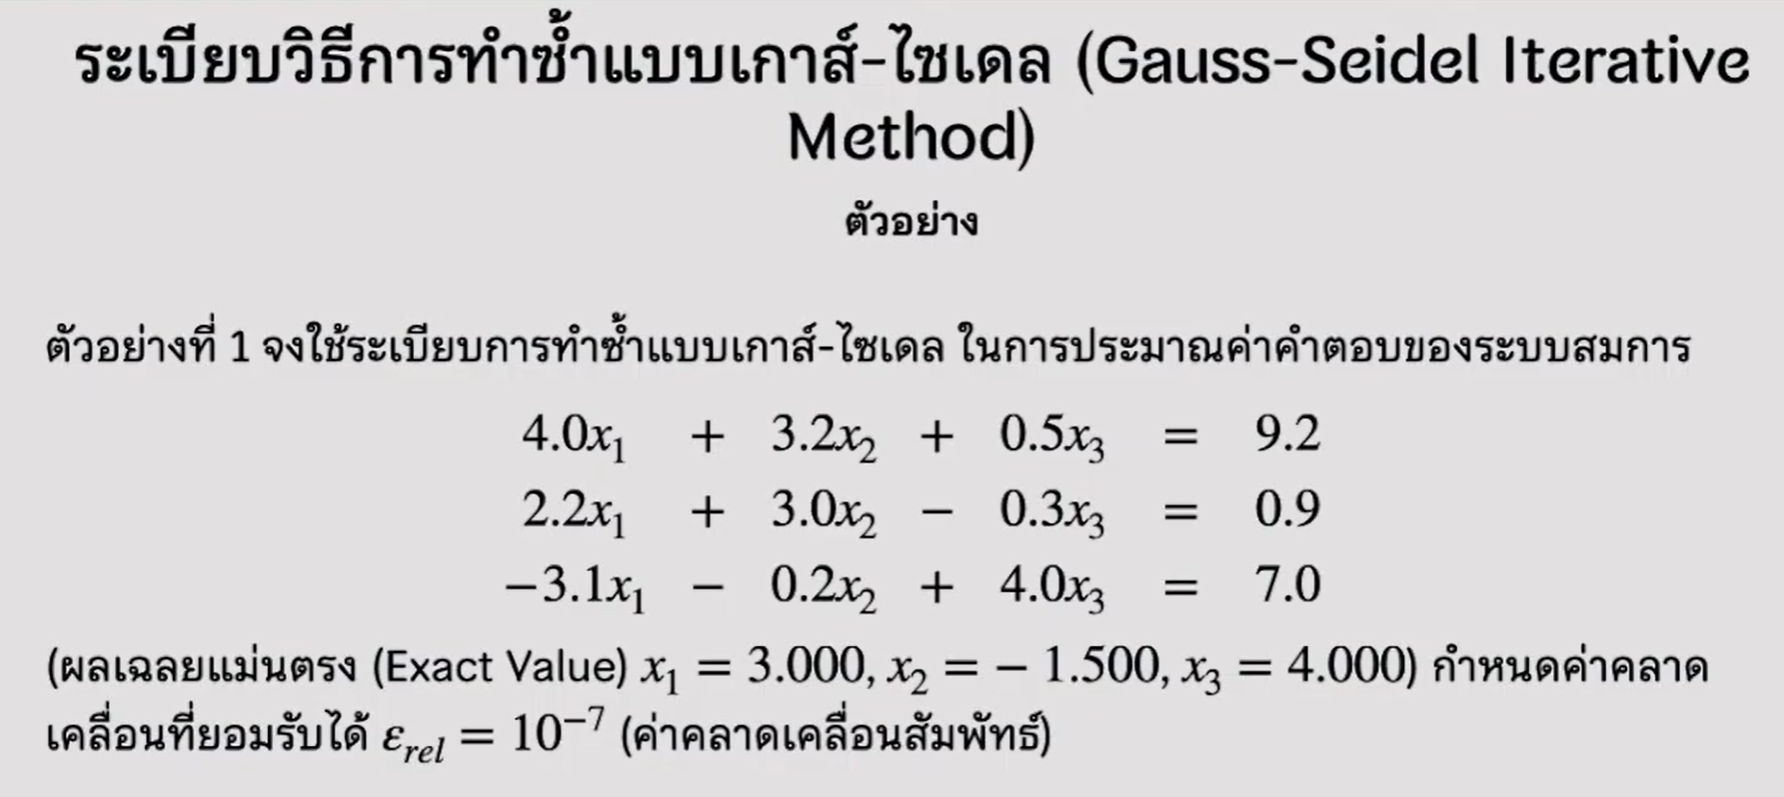 ระเบียบวิธีการทำซ้ำแบบเกาส์-ไซเดล (Gauss-Seidel Iterative
Method)
ตัวอย่าง
ตัวอย่างที่ 1 จงใช้ระเบียบการทำซ้ำแบบเกาส์-ไซเดล ในการประมาณค่าคำตอบของระบบสมการ
4.0x₁ + 3.2x₂ + 0.5x₃ = 9.2
2.2x₁ + 3.0x₂ − 0.3x₃ = 0.9
−3.1x₁ − 0.2x₂ + 4.0x₃ = 7.0
(ผลเฉลยแม่นตรง (Exact Value) x₁ = 3.000, x₂ = − 1.500, x₃ = 4.000) กำหนดค่าคลาด
เคลื่อนที่ยอมรับได้ εrel = 10⁻⁷ (ค่าคลาดเคลื่อนสัมพัทธ์)